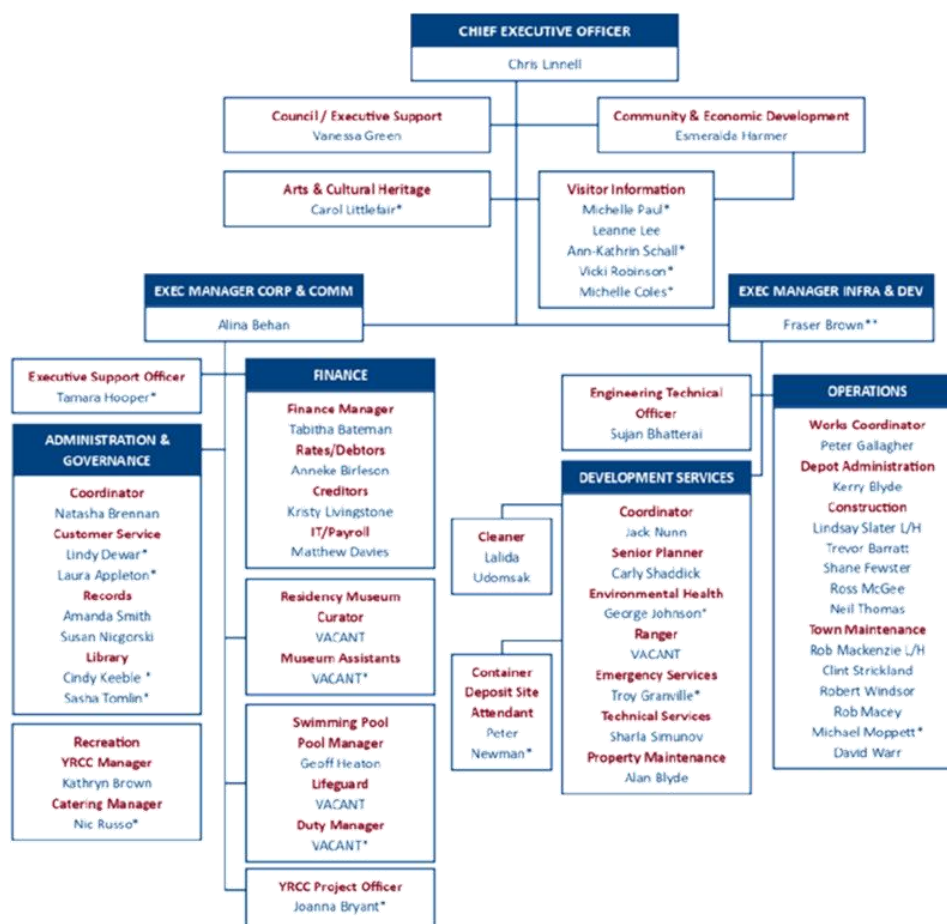 CHIEF EXECUTIVE OFFICER
Chris Linnell
Council / Executive Support
Vanessa Green
Community & Economic Development
Esmeralda Harmer
Arts & Cultural Heritage
Carol Littlefair*
Visitor Information
Michelle Paul*
Leanne Lee
Ann-Kathrin Schall*
Vicki Robinson*
Michelle Coles*
EXEC MANAGER CORP & COMM
Alina Behan
EXEC MANAGER INFRA & DEV
Fraser Brown**
Executive Support Officer
Tamara Hooper*
ADMINISTRATION &
GOVERNANCE
Coordinator
Natasha Brennan
Customer Service
Lindy Dewar*
Laura Appleton*
Records
Amanda Smith
Susan Nicgorski
Library
Cindy Keeble *
Sasha Tomlin*
Recreation
YRCC Manager
Kathryn Brown
Catering Manager
Nic Russo*
FINANCE
Finance Manager
Tabitha Bateman
Rates/Debtors
Anneke Birleson
Creditors
Kristy Livingstone
IT/Payroll
Matthew Davies
Residency Museum
Curator
VACANT
Museum Assistants
VACANT*
Swimming Pool
Pool Manager
Geoff Heaton
Lifeguard
VACANT
Duty Manager
VACANT*
YRCC Project Officer
Joanna Bryant*
Engineering Technical
Officer
Sujan Bhatterai
Cleaner
Lalida
Udomsak
Container
Deposit Site
Attendant
Peter
Newman*
DEVELOPMENT SERVICES
Coordinator
Jack Nunn
Senior Planner
Carly Shaddick
Environmental Health
George Johnson*
Ranger
VACANT
Emergency Services
Troy Granville*
Technical Services
Sharla Simunov
Property Maintenance
Alan Blyde
OPERATIONS
Works Coordinator
Peter Gallagher
Depot Administration
Kerry Blyde
Construction
Lindsay Slater L/H
Trevor Barratt
Shane Fewster
Ross McGee
Neil Thomas
Town Maintenance
Rob Mackenzie L/H
Clint Strickland
Robert Windsor
Rob Macey
Michael Moppett*
David Warr